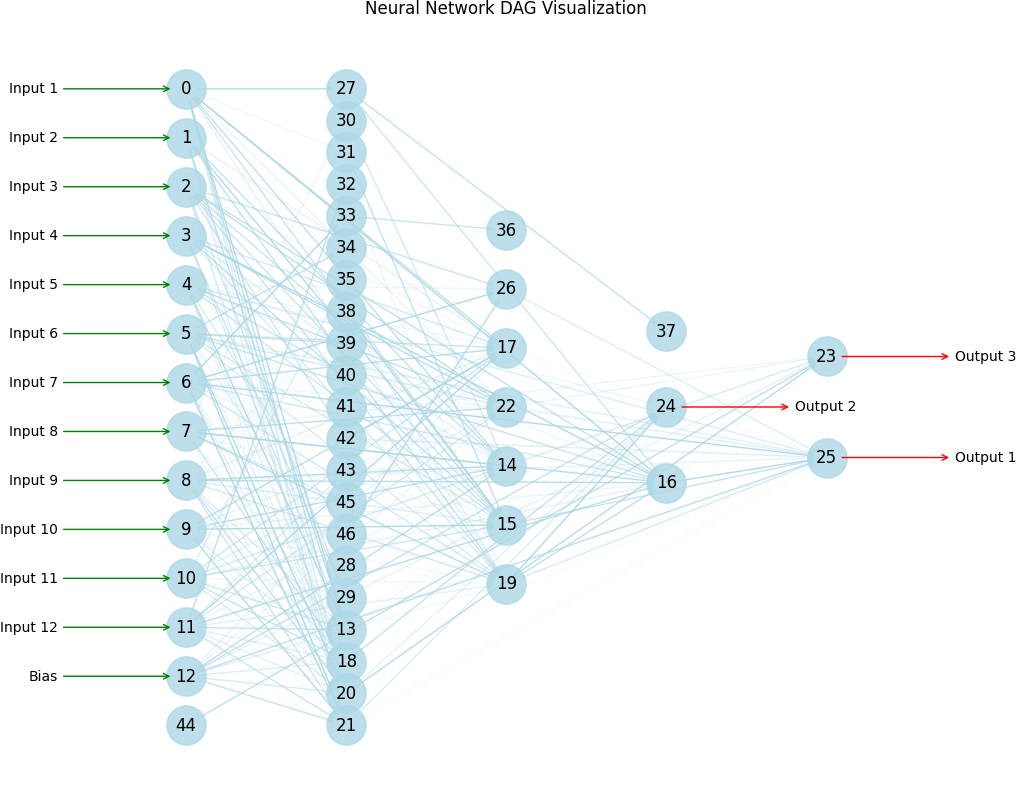 Neural Network DAG Visualization
Input 1
Input 2
Input 3
Input 4
Input 5
Input 6
Input 7
Input 8
Input 9
Input 10
Input 11
Input 12
Bias
0
1
2
3
4
5
6
7
8
9
10
11
12
44
27
30
31
32
33
34
35
38
39
40
41
42
43
45
46
28
29
13
18
20
21
36
26
17
22
14
15
19
37
24
16
Output 2
23
25
Output 3
Output 1